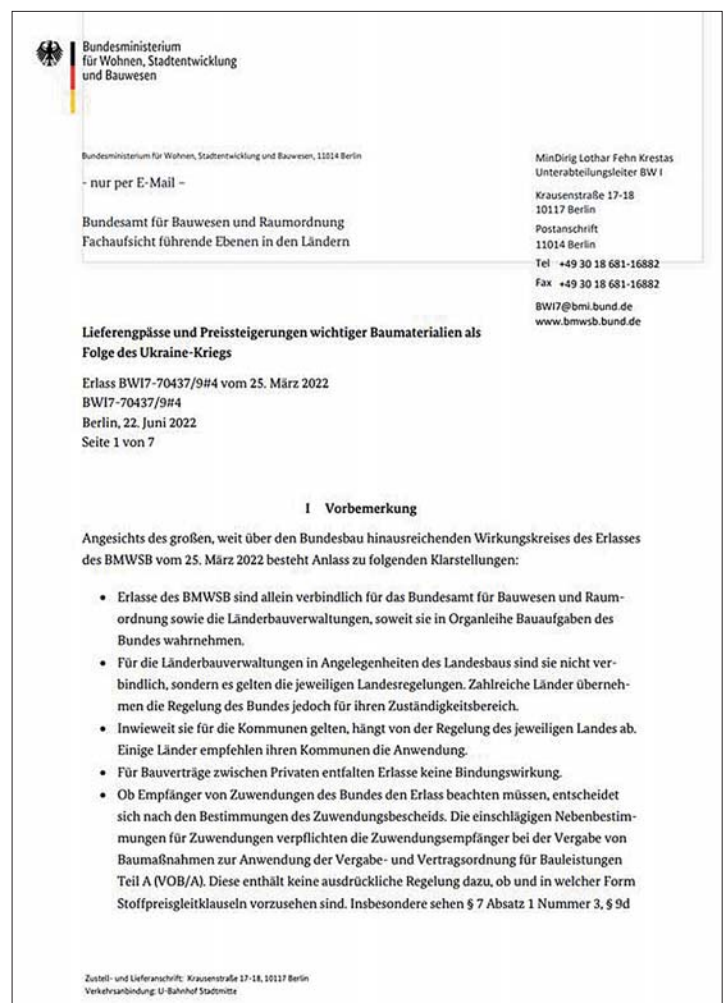 Bundesministerium
für Wohnen, Stadtentwicklung
und Bauwesen
Bundesministerium für Wohnen, Stadtentwicklung und Bauwesen, 11014 Berlin
- nur per E-Mail –
Bundesamt für Bauwesen und Raumordnung
Fachaufsicht führende Ebenen in den Ländern
MinDirig Lothar Fehn Krestas
Unterabteilungsleiter BW I
Krausenstraße 17-18
10117 Berlin
Postanschrift
11014 Berlin
Tel +49 30 18 681-16882
Fax +49 30 18 681-16882
BWI7@bmi.bund.de
www.bmwsb.bund.de
Lieferengpässe und Preissteigerungen wichtiger Baumaterialien als
Folge des Ukraine-Kriegs
Erlass BWI7-70437/9#4 vom 25. März 2022
BWI7-70437/9#4
Berlin, 22. Juni 2022
Seite 1 von 7
I Vorbemerkung
Angesichts des großen, weit über den Bundesbau hinausreichenden Wirkungskreises des Erlasses
des BMWSB vom 25. März 2022 besteht Anlass zu folgenden Klarstellungen:
• Erlasse des BMWSB sind allein verbindlich für das Bundesamt für Bauwesen und Raum-
ordnung sowie die Länderbauverwaltungen, soweit sie in Organleihe Bauaufgaben des
Bundes wahrnehmen.
• Für die Länderbauverwaltungen in Angelegenheiten des Landesbaus sind sie nicht ver-
bindlich, sondern es gelten die jeweiligen Landesregelungen. Zahlreiche Länder überneh-
men die Regelung des Bundes jedoch für ihren Zuständigkeitsbereich.
• Inwieweit sie für die Kommunen gelten, hängt von der Regelung des jeweiligen Landes ab.
Einige Länder empfehlen ihren Kommunen die Anwendung.
• Für Bauverträge zwischen Privaten entfalten Erlasse keine Bindungswirkung.
• Ob Empfänger von Zuwendungen des Bundes den Erlass beachten müssen, entscheidet
sich nach den Bestimmungen des Zuwendungsbescheids. Die einschlägigen Nebenbestim-
mungen für Zuwendungen verpflichten die Zuwendungsempfänger bei der Vergabe von
Baumaßnahmen zur Anwendung der Vergabe- und Vertragsordnung für Bauleistungen
Teil A (VOB/A). Diese enthält keine ausdrückliche Regelung dazu, ob und in welcher Form
Stoffpreisgleitklauseln vorzusehen sind. Insbesondere sehen § 7 Absatz 1 Nummer 3, § 9d
Zustell- und Lieferanschrift: Krausenstraße 17-18, 10117 Berlin
Verkehrsanbindung: U-Bahnhof Stadtmitte